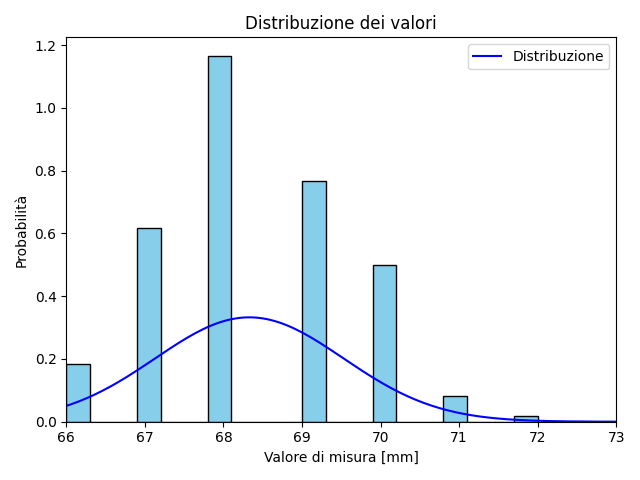 Distribuzione dei valori
Distribuzione
Probabilità
1.2
1.0
0.8
0.6
0.4
0.2
0.0
66 67 68 69 70 71 72 73
Valore di misura [mm]